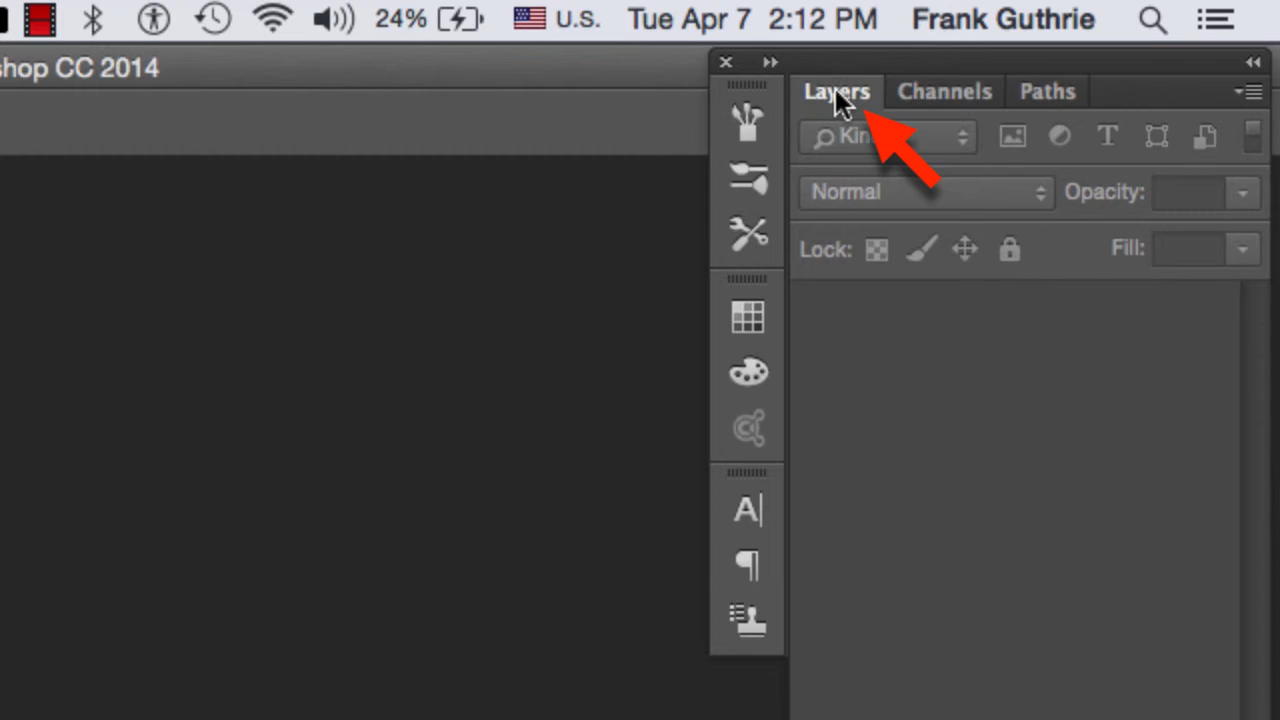 24% U.S. Tue Apr 7 2:12 PM Frank Guthrie
shop CC 2014
Layers Channels Paths
Kin T
Normal Opacity:
Lock: Fill:
A
¶